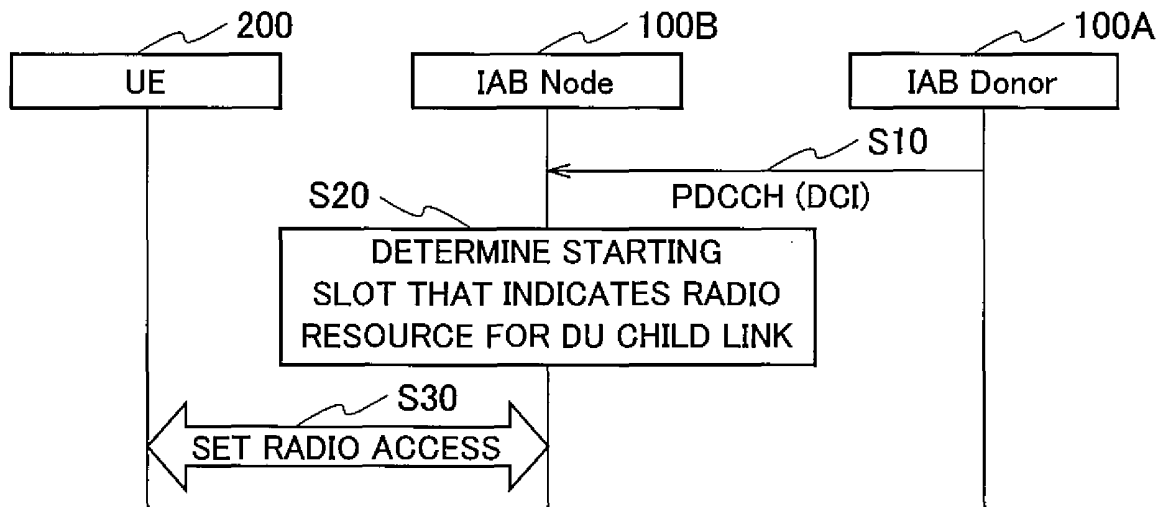 200
100B
100A
UE
IAB Node
IAB Donor
S10
PDCCH (DCI)
S20
DETERMINE STARTING
SLOT THAT INDICATES RADIO
RESOURCE FOR DU CHILD LINK
S30
SET RADIO ACCESS